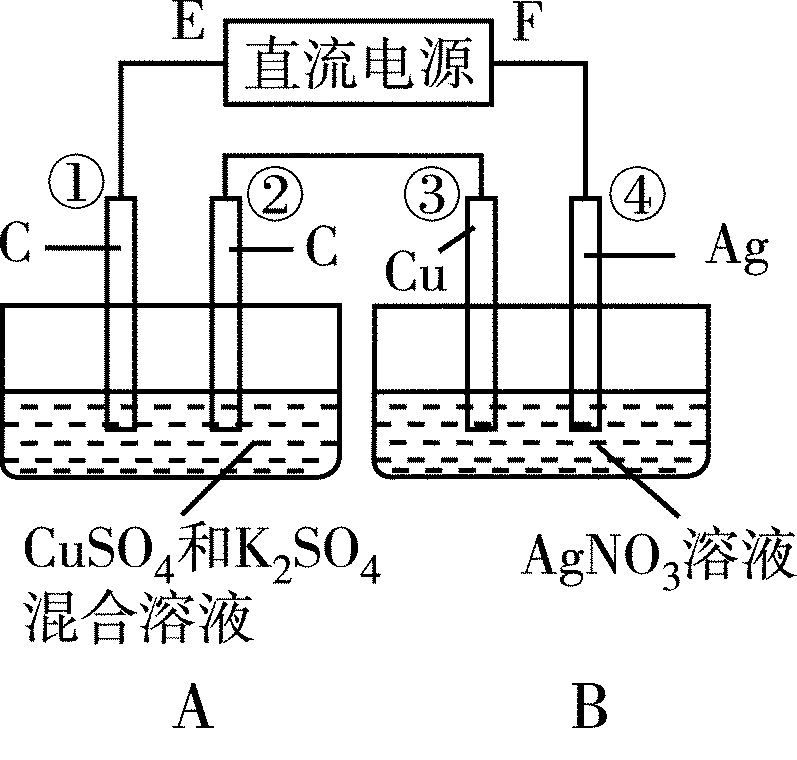 E 直流电源 F
① ② ③ ④
C C Cu Ag
CuSO₄和K₂SO₄
混合溶液
AgNO₃溶液
A B